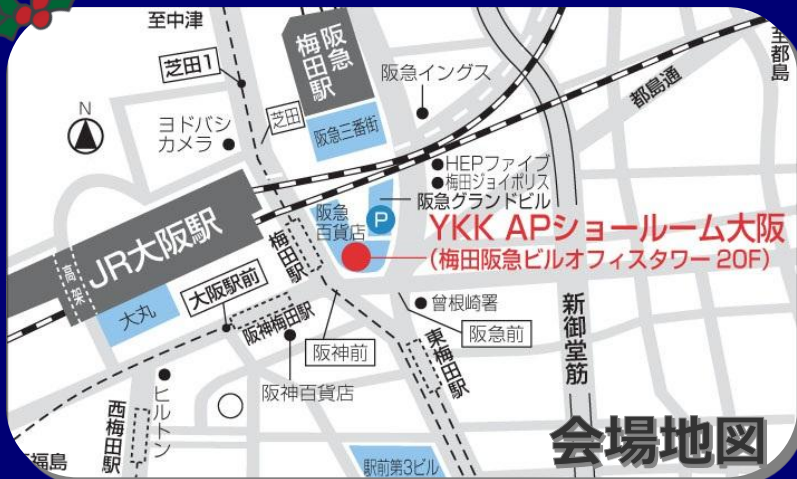 至中津
芝田1
阪急
梅田駅
阪急イングス
至都島
都島通
N
ヨドバシ
カメラ
芝田
阪急三番街
HEPファイブ
梅田ジョイポリス
阪急グランドビル
阪急
百貨店
P
YKK APショールーム大阪
(梅田阪急ビルオフィスタワー 20F)
JR大阪駅
高架
梅田駅
大丸
大阪駅前
阪神梅田駅
曾根崎署
阪急前
阪神前
東梅田駅
新御堂筋
阪神百貨店
ヒルトン
西梅田駅
福島
駅前第3ビル
会場地図